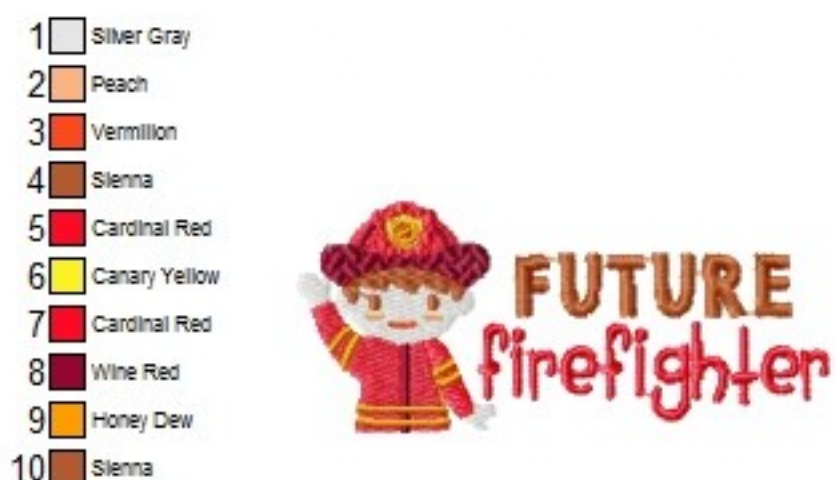 1 Silver Gray
2 Peach
3 Vermilion
4 Sienna
5 Cardinal Red
6 Canary Yellow
7 Cardinal Red
8 Wine Red
9 Honey Dew
10 Sienna
FUTURE
firefighter